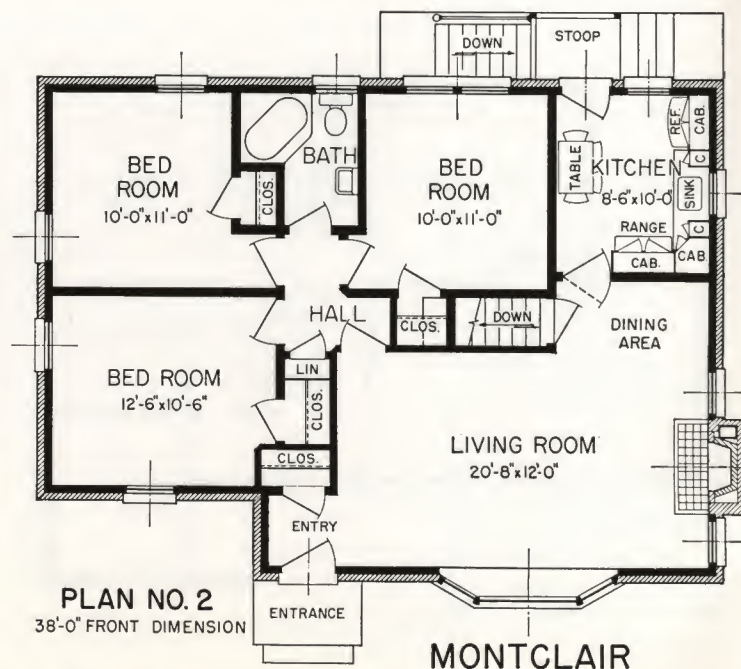 DOWN
STOOP
BED
ROOM
10'-0"x11'-0"
CLOS.
BATH
BED
ROOM
10'-0"x11'-0"
TABLE
KITCHEN
8'-6"x10'-0"
REF.
CAB.
C
SINK
C
RANGE
CAB.
CAB.
HALL
CLOS.
DOWN
DINING
AREA
BED ROOM
12'-6"x10'-6"
LIN
CLOS.
CLOS.
LIVING ROOM
20'-8"x12'-0"
ENTRY
ENTRANCE
PLAN NO. 2
38'-0" FRONT DIMENSION
MONTCLAIR